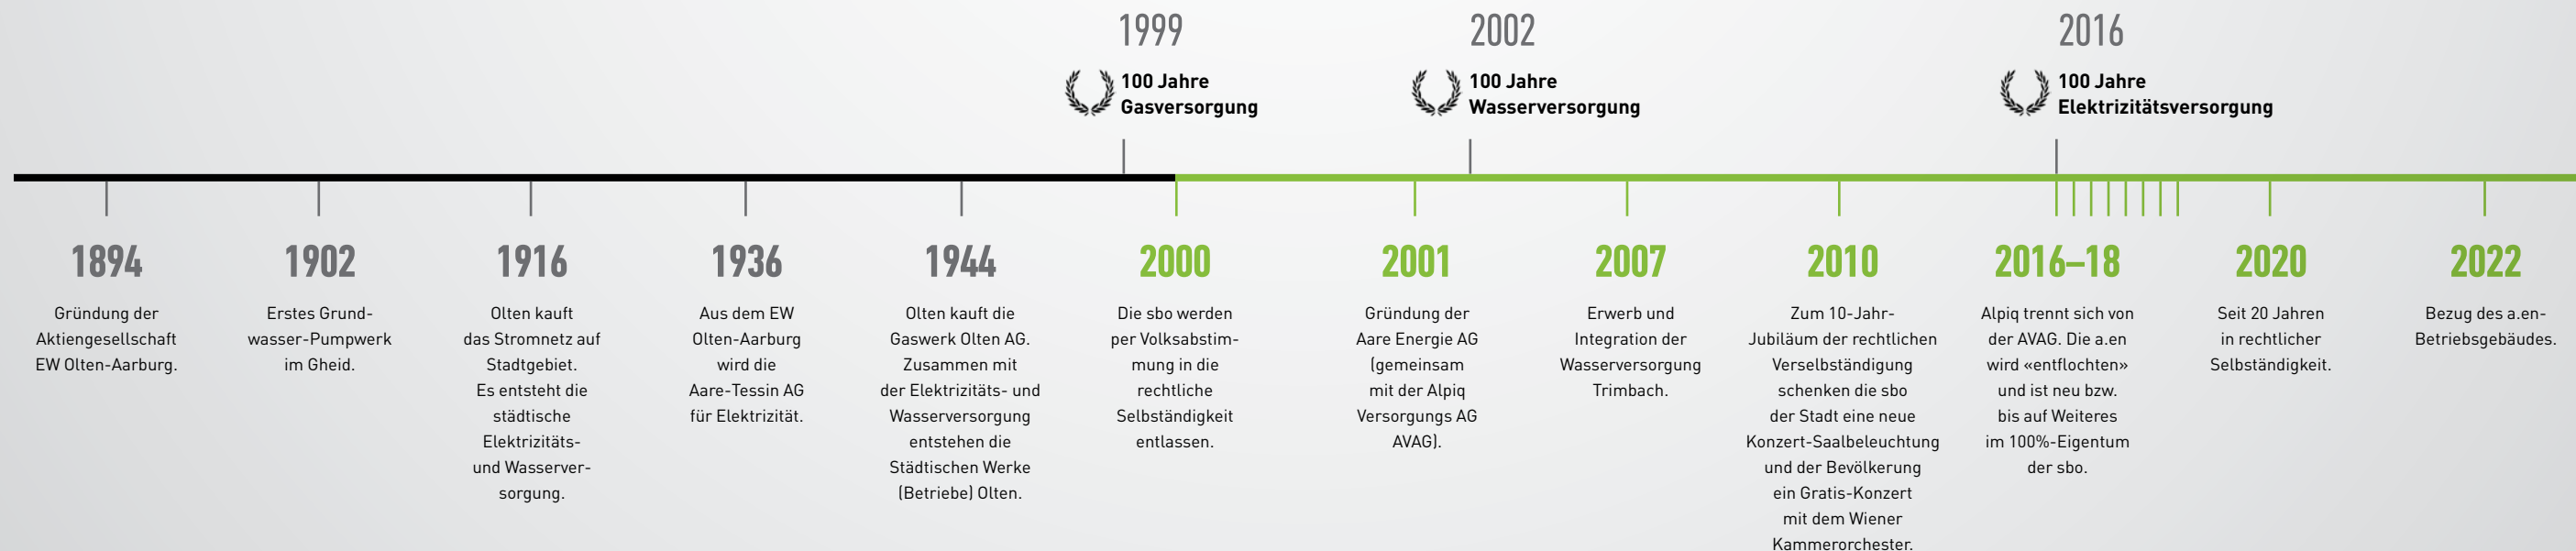 1999
100 Jahre
Gasversorgung
2002
100 Jahre
Wasserversorgung
2016
100 Jahre
Elektrizitätsversorgung
1894
Gründung der
Aktiengesellschaft
EW Olten-Aarburg.
1902
Erstes Grund-
wasser-Pumpwerk
im Gheid.
1916
Olten kauft
das Stromnetz auf
Stadtgebiet.
Es entsteht die
städtische
Elektrizitäts-
und Wasserver-
sorgung.
1936
Aus dem EW
Olten-Aarburg
wird die
Aare-Tessin AG
für Elektrizität.
1944
Olten kauft die
Gaswerk Olten AG.
Zusammen mit
der Elektrizitäts- und
Wasserversorgung
entstehen die
Städtischen Werke
(Betriebe) Olten.
2000
Die sbo werden
per Volksabstim-
mung in die
rechtliche
Selbständigkeit
entlassen.
2001
Gründung der
Aare Energie AG
(gemeinsam
mit der Alpiq
Versorgungs AG
AVAG).
2007
Erwerb und
Integration der
Wasserversorgung
Trimbach.
2010
Zum 10-Jahr-
Jubiläum der rechtlichen
Verselbständigung
schenken die sbo
der Stadt eine neue
Konzert-Saalbeleuchtung
und der Bevölkerung
ein Gratis-Konzert
mit dem Wiener
Kammerorchester.
2016–18
Alpiq trennt sich von
der AVAG. Die a.en
wird «entflochten»
und ist neu bzw.
bis auf Weiteres
im 100%-Eigentum
der sbo.
2020
Seit 20 Jahren
in rechtlicher
Selbständigkeit.
2022
Bezug des a.en-
Betriebsgebäudes.